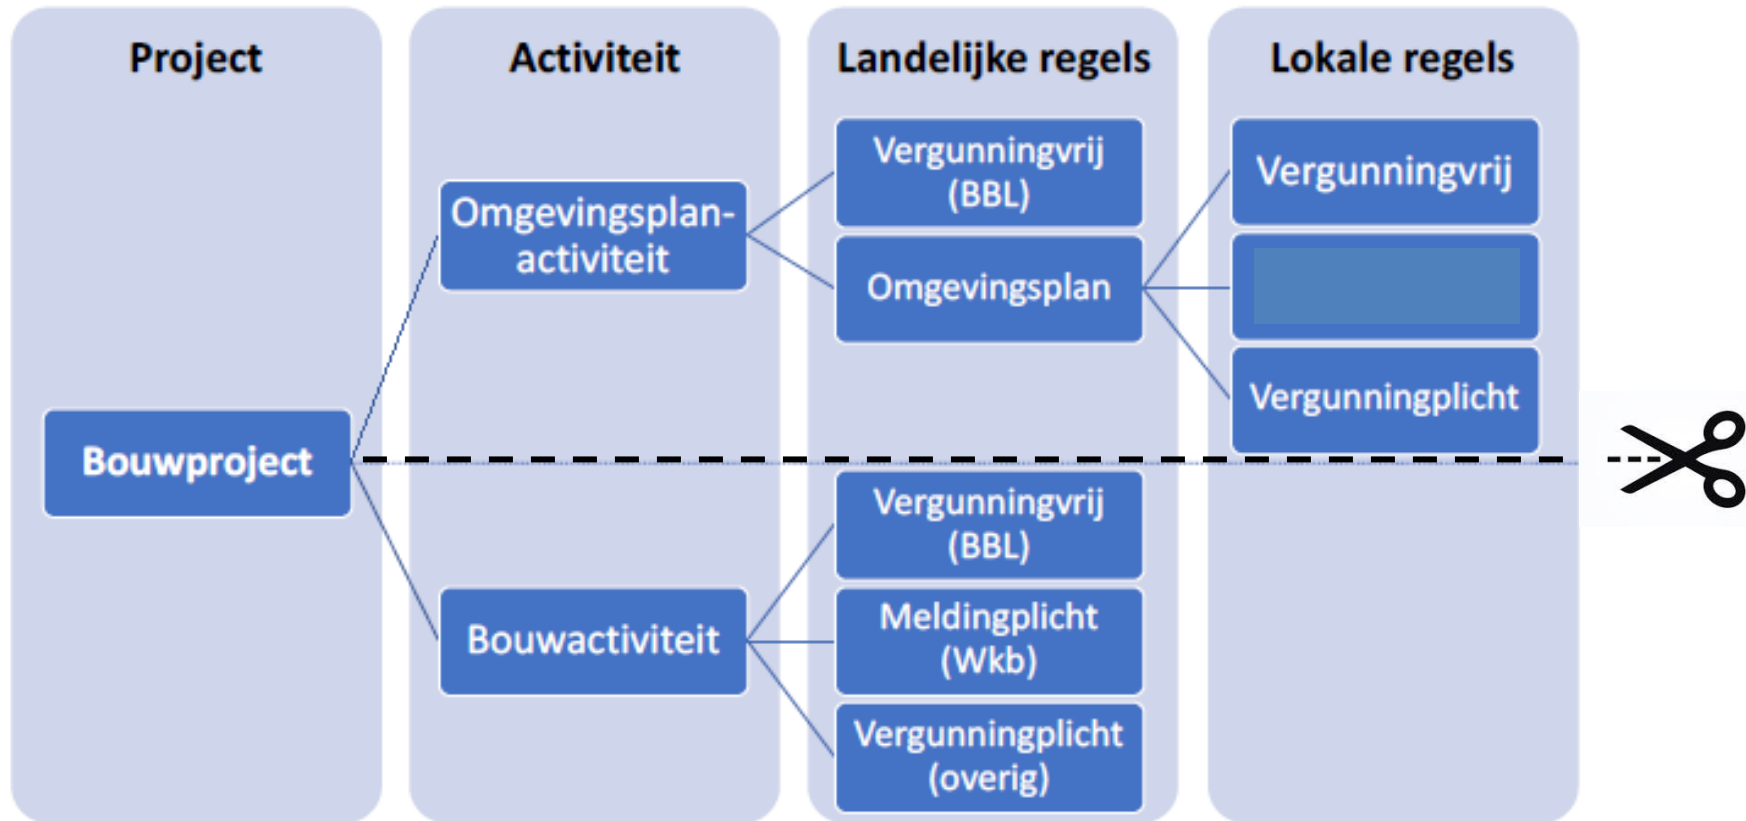 Project
Activiteit
Landelijke regels
Lokale regels
Vergunningvrij
(BBL)
Vergunningvrij
Omgevingsplan-
activiteit
Omgevingsplan
Vergunningplicht
Bouwproject
Vergunningvrij
(BBL)
Bouwactiviteit
Meldingplicht
(Wkb)
Vergunningplicht
(overig)